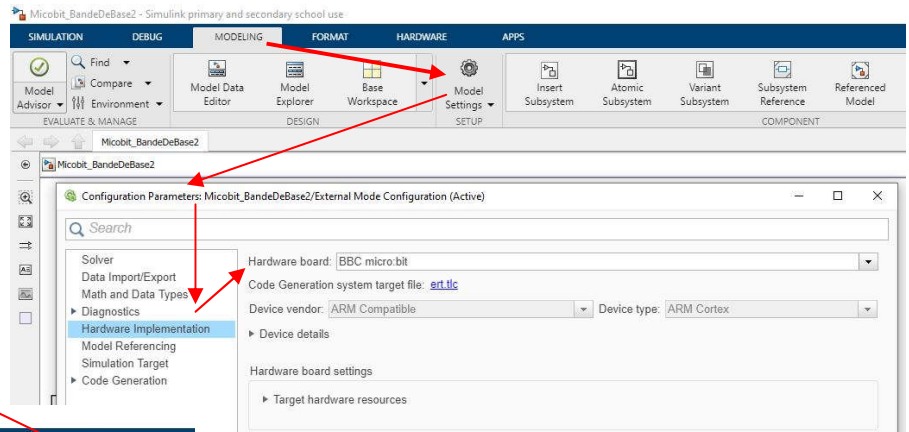 Micobit_BandeDeBase2 - Simulink primary and secondary school use
SIMULATION DEBUG MODELING FORMAT HARDWARE APPS
Model Advisor
Find
Compare
Environment
Model Data Editor
Model Explorer
Base Workspace
Model Settings
Insert Subsystem
Atomic Subsystem
Variant Subsystem
Subsystem Reference
Referenced Model
EVALUATE & MANAGE DESIGN SETUP COMPONENT
Micobit_BandeDeBase2
Micobit_BandeDeBase2
Configuration Parameters: Micobit_BandeDeBase2/External Mode Configuration (Active)
Search
Solver
Data Import/Export
Math and Data Types
Diagnostics
Hardware Implementation
Model Referencing
Simulation Target
Code Generation
Hardware board: BBC micro:bit
Code Generation system target file: ert.tlc
Device vendor: ARM Compatible Device type: ARM Cortex
Device details
Hardware board settings
Target hardware resources